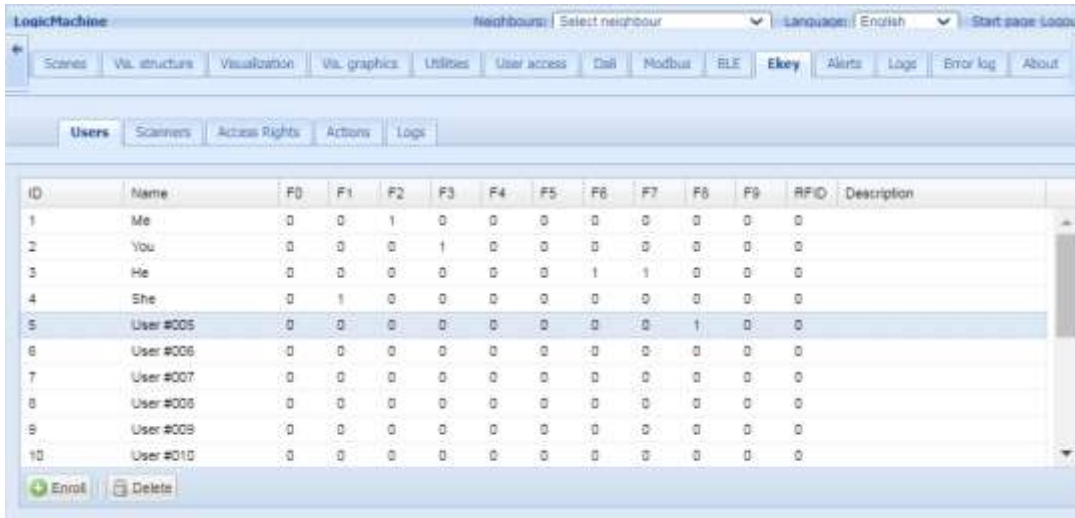 LogicMachine Neighbours: Select neighbour Language: English Start page Logou
Scenes Vis. structure Visualization Vis. graphics Utilities User access Dali Modbus BLE Ekey Alerts Logs Error log About
Users Scanners Access Rights Actions Logs
ID Name F0 F1 F2 F3 F4 F5 F6 F7 F8 F9 RFID Description
1 Me 0 0 1 0 0 0 0 0 0 0 0
2 You 0 0 0 1 0 0 0 0 0 0 0
3 He 0 0 0 0 0 0 1 1 0 0 0
4 She 0 1 0 0 0 0 0 0 0 0 0
5 User #005 0 0 0 0 0 0 0 0 1 0 0
6 User #006 0 0 0 0 0 0 0 0 0 0 0
7 User #007 0 0 0 0 0 0 0 0 0 0 0
8 User #008 0 0 0 0 0 0 0 0 0 0 0
9 User #009 0 0 0 0 0 0 0 0 0 0 0
10 User #010 0 0 0 0 0 0 0 0 0 0 0
Enroll Delete